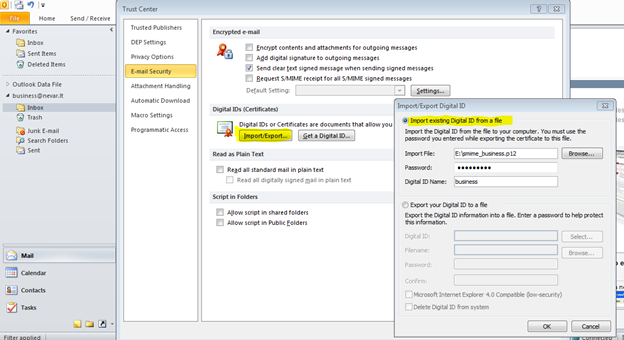 File
Home
Send / Receive
Favorites
Inbox
Sent Items
Deleted Items
Outlook Data File
business@nevar.lt
Inbox
Trash
Junk E-mail
Search Folders
Sent
Mail
Calendar
Contacts
Tasks
Filter applied
Trust Center
Trusted Publishers
DEP Settings
Privacy Options
E-mail Security
Attachment Handling
Automatic Download
Macro Settings
Programmatic Access
Encrypted e-mail
Encrypt contents and attachments for outgoing messages
Add digital signature to outgoing messages
Send clear text signed message when sending signed messages
Request S/MIME receipt for all S/MIME signed messages
Default Setting:
Settings...
Digital IDs (Certificates)
Digital IDs or Certificates are documents that allow you
Import/Export...
Get a Digital ID...
Read as Plain Text
Read all standard mail in plain text
Read all digitally signed mail in plain text
Script in Folders
Allow script in shared folders
Allow script in Public Folders
Import/Export Digital ID
Import existing Digital ID from a file
Import the Digital ID from the file to your computer. You must use the
password you entered when exporting the certificate to this file.
Import File:
Browse...
Password:
Digital ID Name:
business
Export your Digital ID to a file
Export the Digital ID information into a file. Enter a password to help protect
this information.
Digital ID:
Select...
Filename:
Browse...
Password:
Confirm:
Microsoft Internet Explorer 4.0 Compatible (low-security)
Delete Digital ID from system
OK
Cancel
Connected